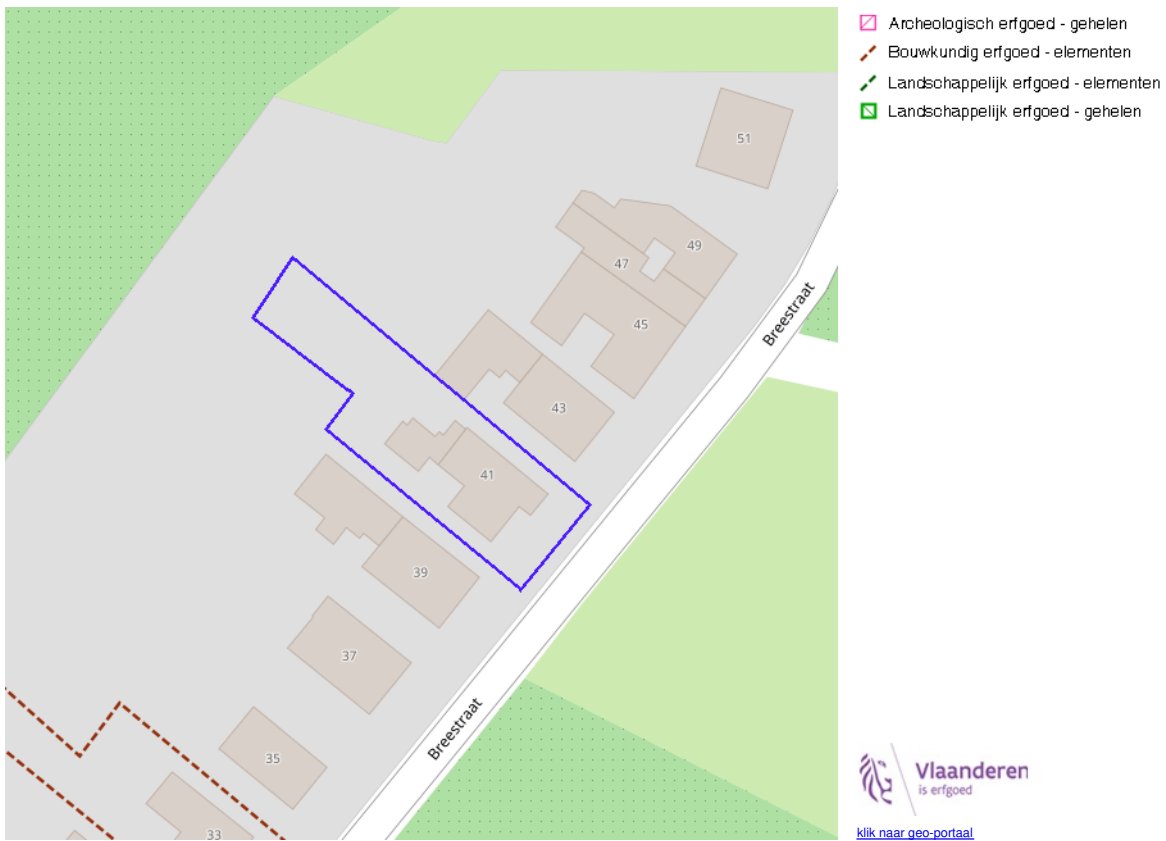 Archeologisch erfgoed - gehelen
Bouwkundig erfgoed - elementen
Landschappelijk erfgoed - elementen
Landschappelijk erfgoed - gehelen
51
49
47
45
Breestraat
43
41
39
37
Breestraat
35
33
Vlaanderen
is erfgoed
klik naar geo-portaal